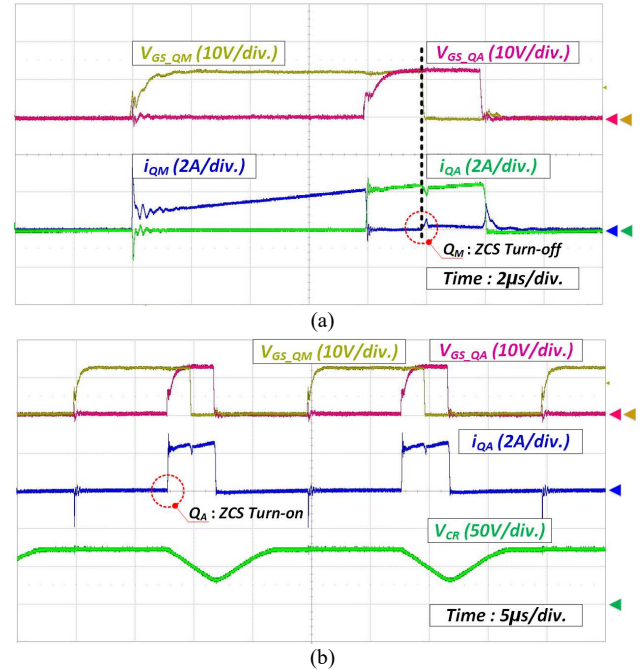 V_GS_QM (10V/div.) V_GS_QA (10V/div.)
i_QM (2A/div.) i_QA (2A/div.)
Q_M : ZCS Turn-off
Time : 2µs/div.
(a)
V_GS_QM (10V/div.) V_GS_QA (10V/div.)
i_QA (2A/div.)
Q_A : ZCS Turn-on
V_CR (50V/div.)
Time : 5µs/div.
(b)